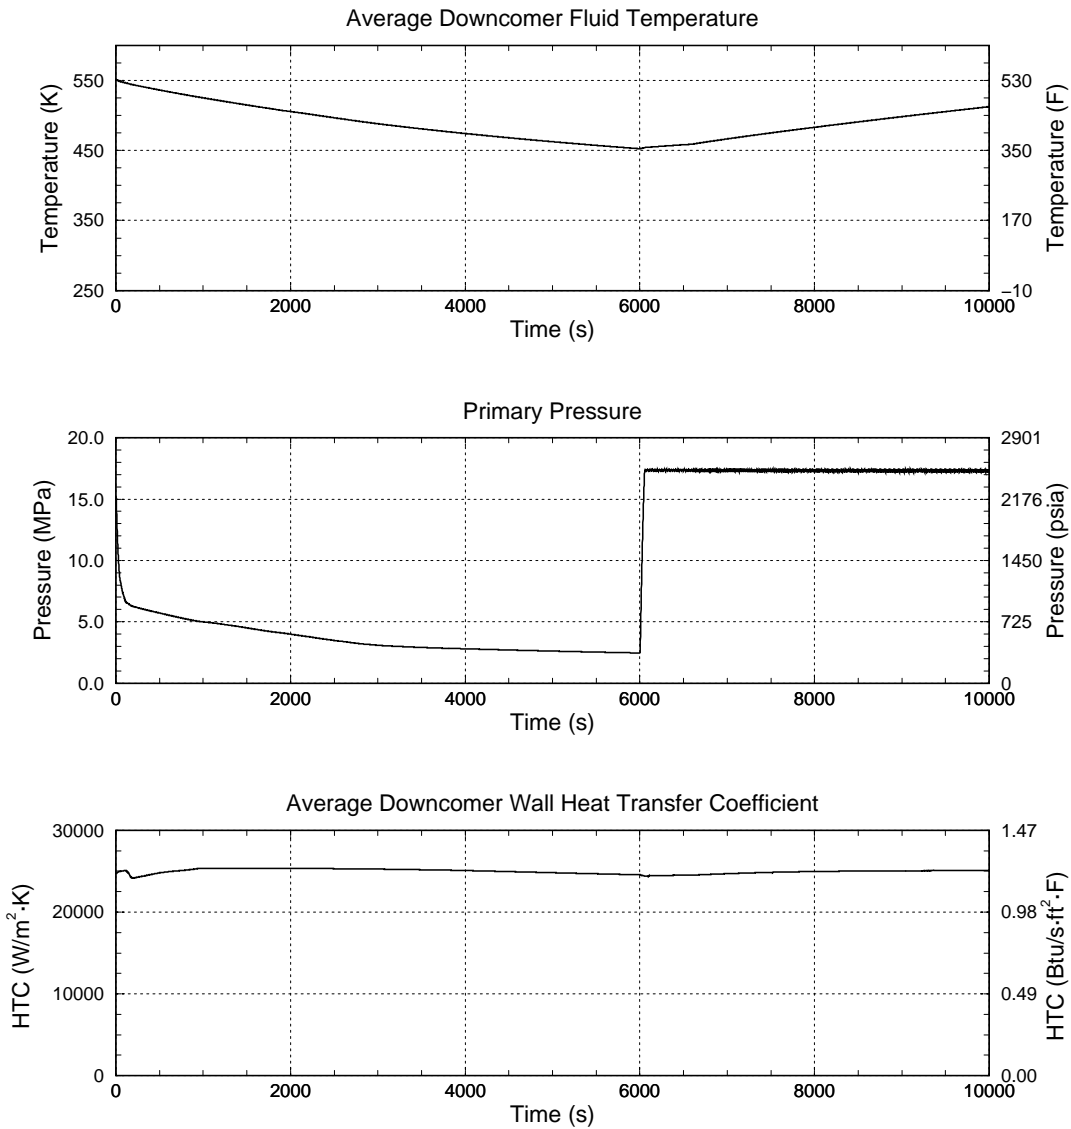 Average Downcomer Fluid Temperature
Temperature (K)
550
450
350
250
530
350
170
−10
Temperature (F)
0 2000 4000 6000 8000 10000
Time (s)
Primary Pressure
Pressure (MPa)
20.0
15.0
10.0
5.0
0.0
2901
2176
1450
725
0
Pressure (psia)
0 2000 4000 6000 8000 10000
Time (s)
Average Downcomer Wall Heat Transfer Coefficient
HTC (W/m²·K)
30000
20000
10000
0
1.47
0.98
0.49
0.00
HTC (Btu/s·ft²·F)
0 2000 4000 6000 8000 10000
Time (s)